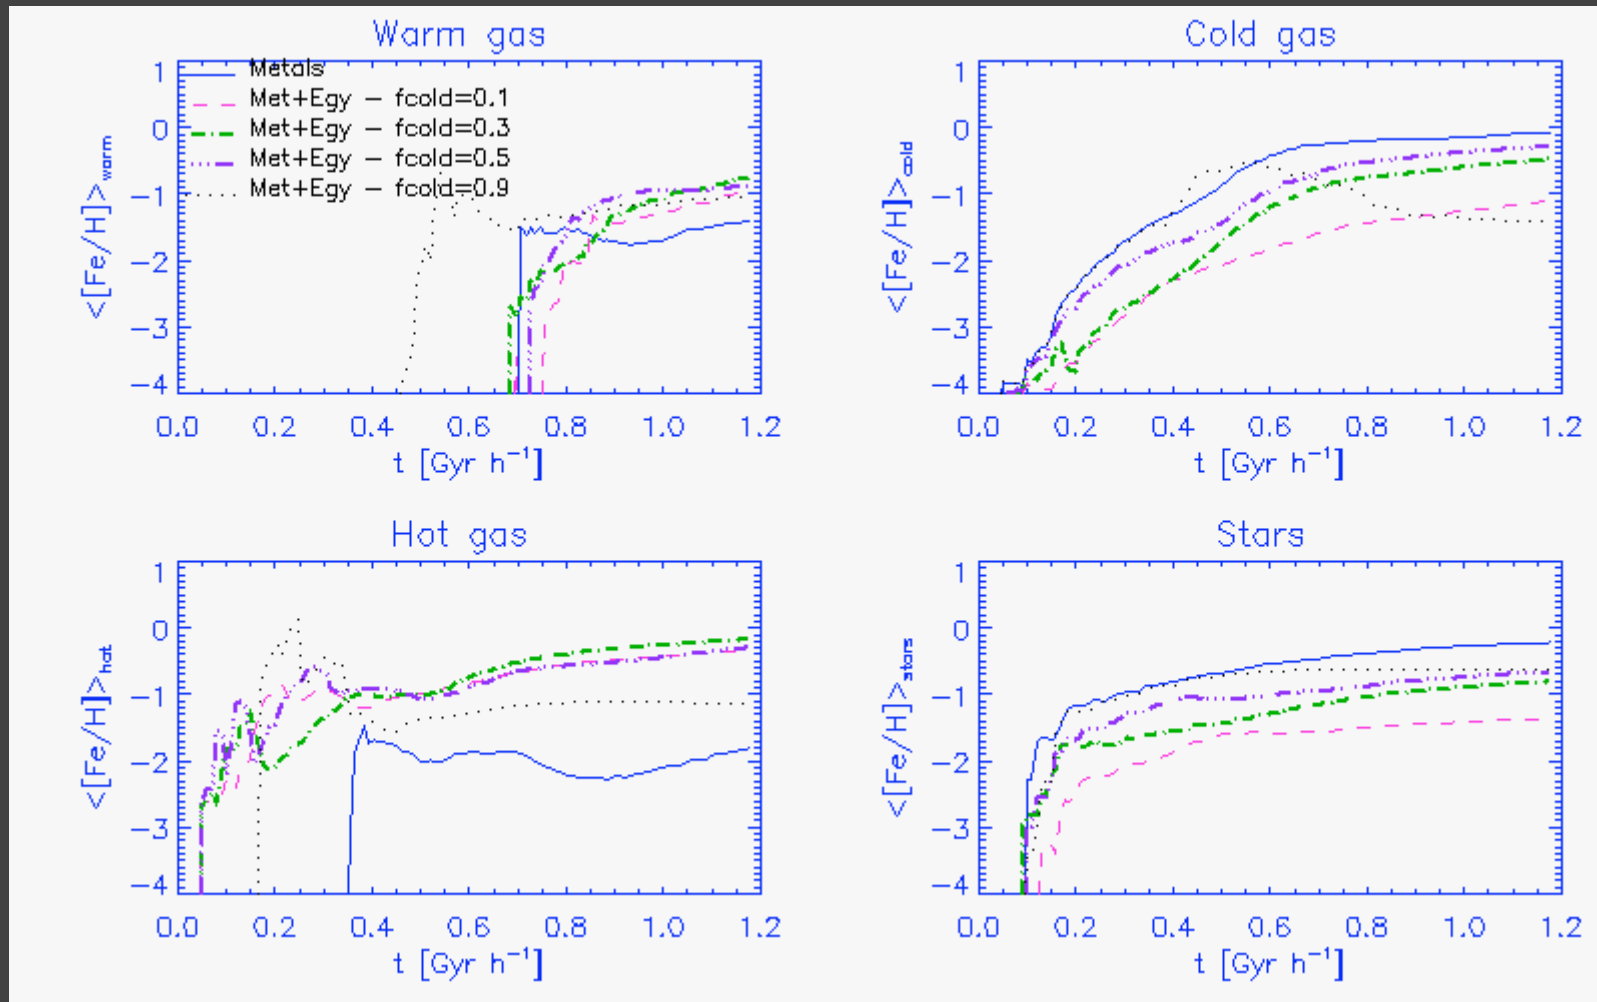 Warm gas
1
0
−1
−2
−3
−4
<[Fe/H]>warm
Metals
Met+Egy − fcold=0.1
Met+Egy − fcold=0.3
Met+Egy − fcold=0.5
Met+Egy − fcold=0.9
0.0 0.2 0.4 0.6 0.8 1.0 1.2
t [Gyr h⁻¹]
Cold gas
1
0
−1
−2
−3
−4
<[Fe/H]>cold
0.0 0.2 0.4 0.6 0.8 1.0 1.2
t [Gyr h⁻¹]
Hot gas
1
0
−1
−2
−3
−4
<[Fe/H]>hot
0.0 0.2 0.4 0.6 0.8 1.0 1.2
t [Gyr h⁻¹]
Stars
1
0
−1
−2
−3
−4
<[Fe/H]>stars
0.0 0.2 0.4 0.6 0.8 1.0 1.2
t [Gyr h⁻¹]